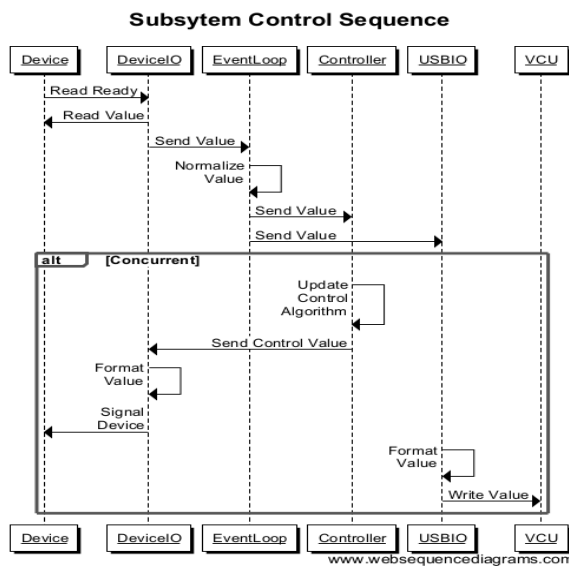 Subsytem Control Sequence
Device DeviceIO EventLoop Controller USBIO VCU
Read Ready
Read Value
Send Value
Normalize
Value
Send Value
Send Value
alt [Concurrent]
Update
Control
Algorithm
Send Control Value
Format
Value
Signal
Device
Format
Value
Write Value
Device DeviceIO EventLoop Controller USBIO VCU
www.websequencediagrams.com